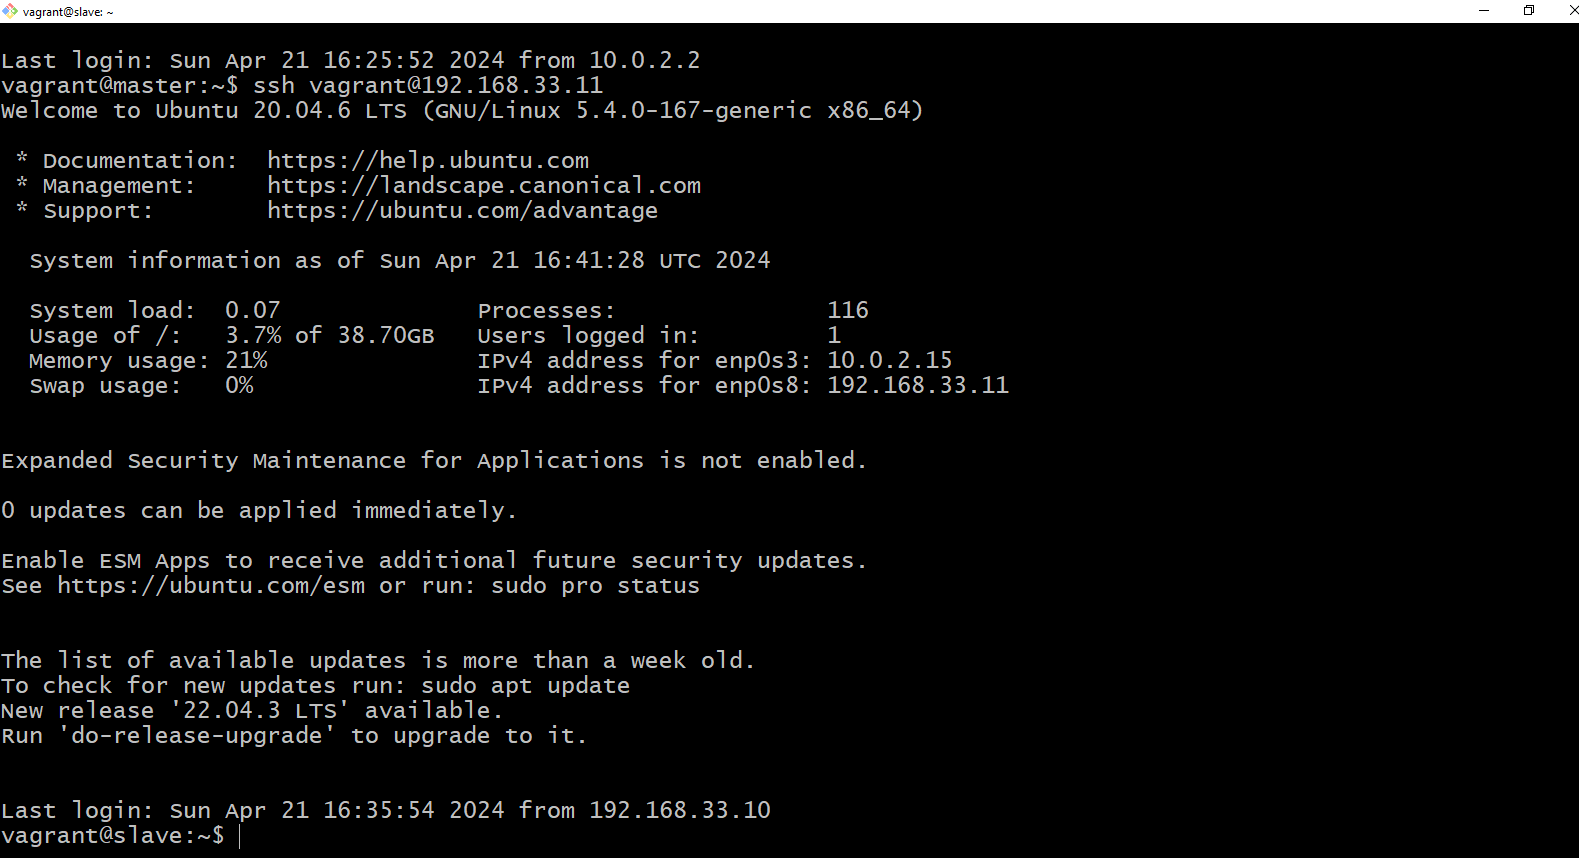 vagrant@slave: ~
Last login: Sun Apr 21 16:25:52 2024 from 10.0.2.2
vagrant@master:~$ ssh vagrant@192.168.33.11
Welcome to Ubuntu 20.04.6 LTS (GNU/Linux 5.4.0-167-generic x86_64)
* Documentation:  https://help.ubuntu.com
* Management:     https://landscape.canonical.com
* Support:        https://ubuntu.com/advantage
System information as of Sun Apr 21 16:41:28 UTC 2024
System load:  0.07              Processes:               116
Usage of /:   3.7% of 38.70GB   Users logged in:         1
Memory usage: 21%               IPv4 address for enp0s3: 10.0.2.15
Swap usage:   0%                IPv4 address for enp0s8: 192.168.33.11
Expanded Security Maintenance for Applications is not enabled.
0 updates can be applied immediately.
Enable ESM Apps to receive additional future security updates.
See https://ubuntu.com/esm or run: sudo pro status
The list of available updates is more than a week old.
To check for new updates run: sudo apt update
New release '22.04.3 LTS' available.
Run 'do-release-upgrade' to upgrade to it.
Last login: Sun Apr 21 16:35:54 2024 from 192.168.33.10
vagrant@slave:~$